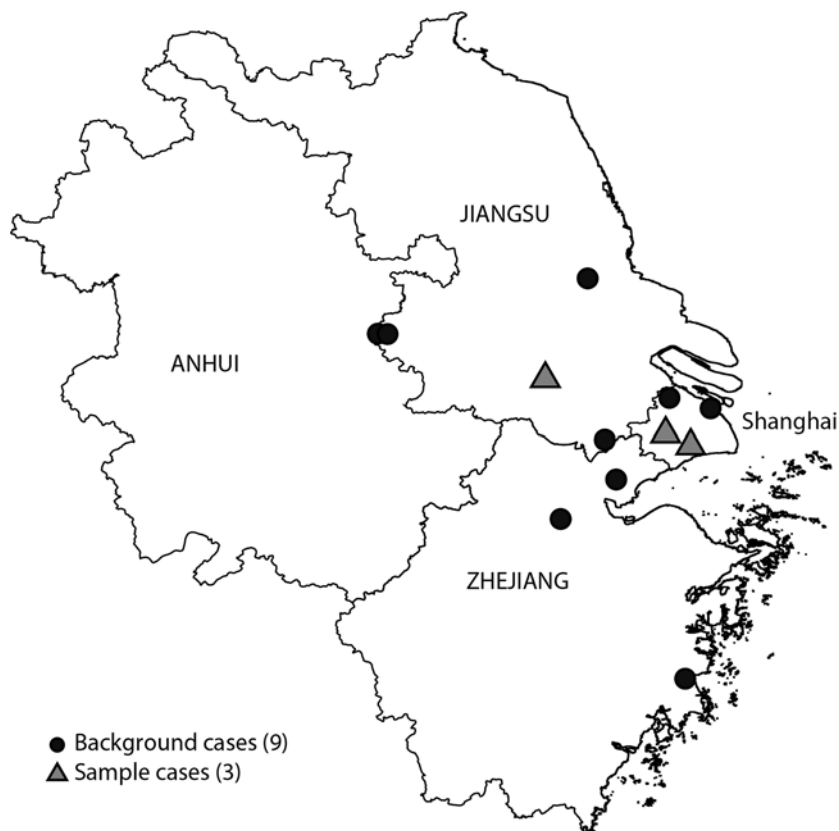 JIANGSU
ANHUI
Shanghai
ZHEJIANG
Background cases (9)
Sample cases (3)